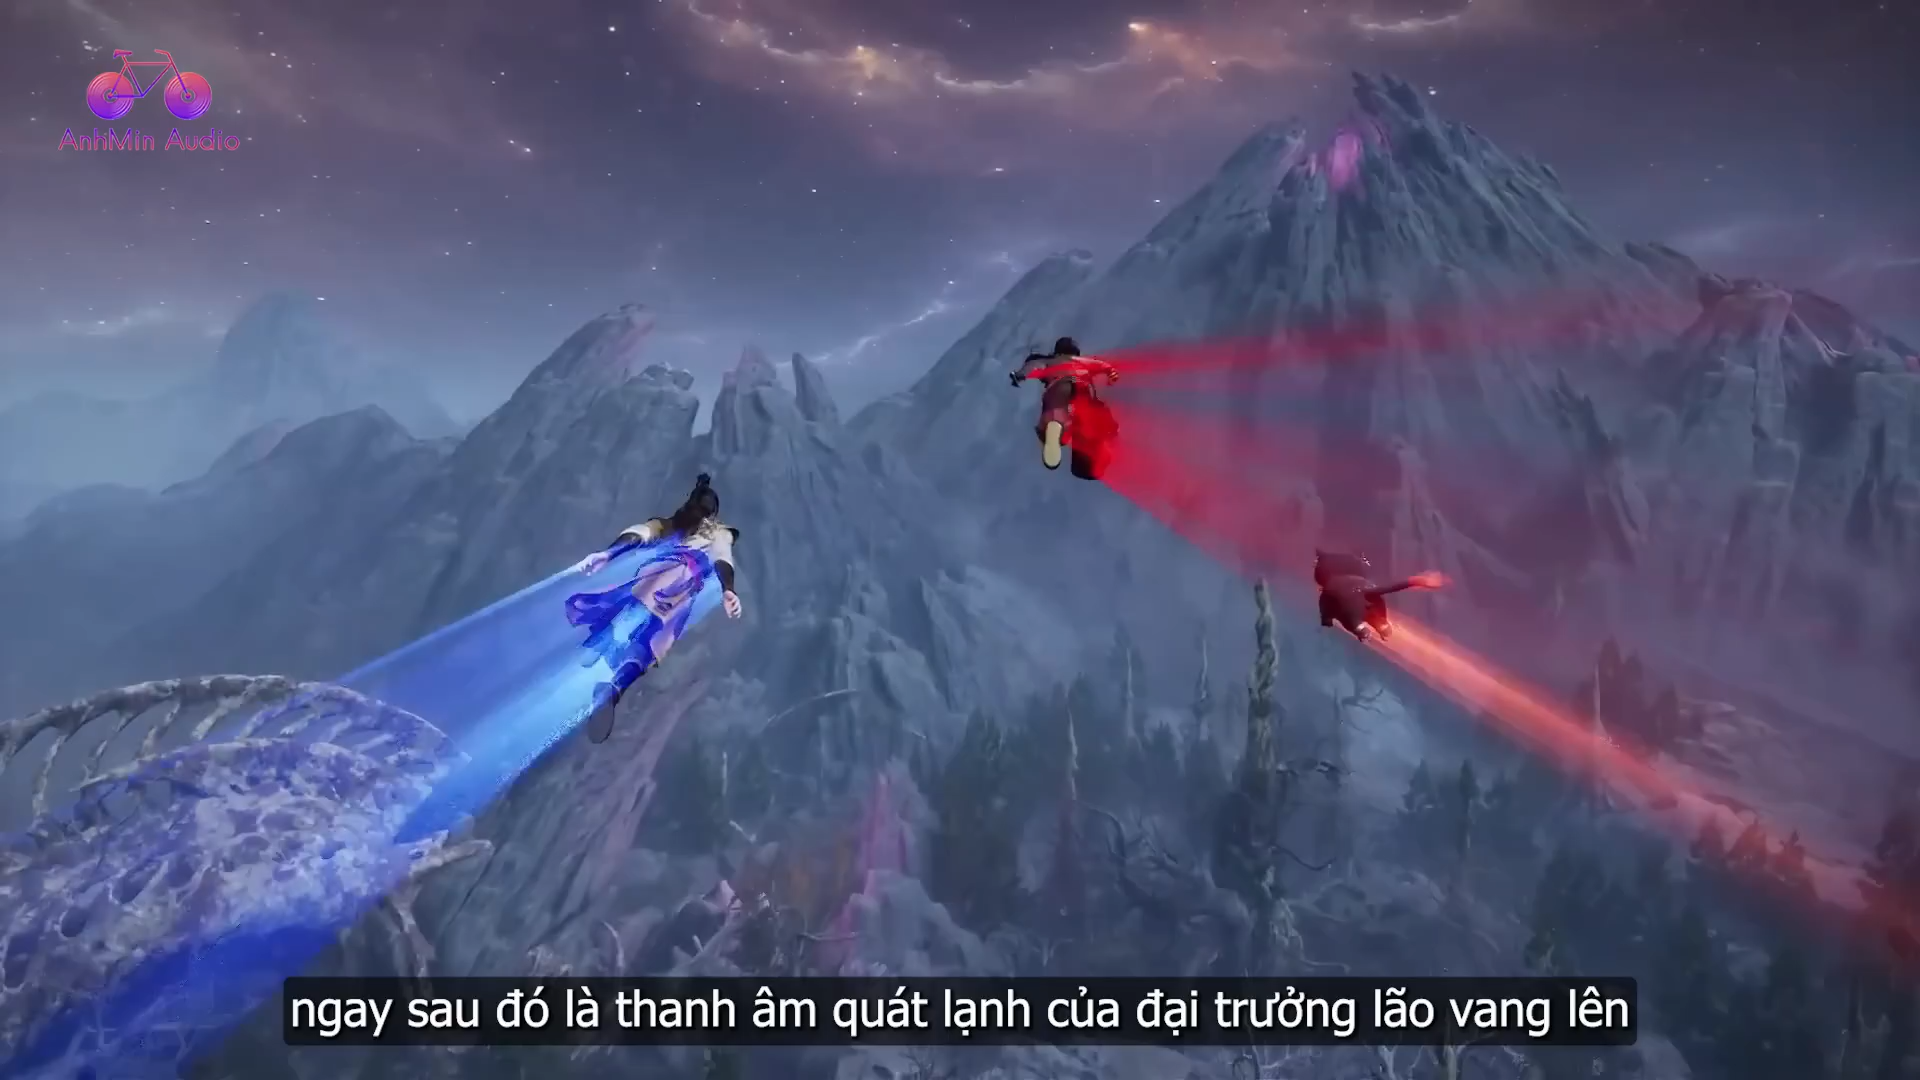 AnhMin Audio
ngay sau đó là thanh âm quát lạnh của đại trưởng lão vang lên